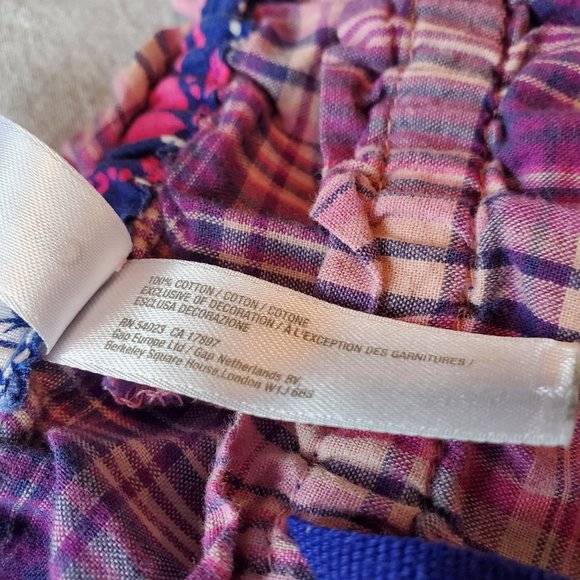 100% COTTON / COTON / COTONE
EXCLUSIVE OF DECORATION / À L'EXCEPTION DES GARNITURES /
ESCLUSA DECORAZIONE
RN 54023 CA 17897
Gap Europe Ltd / Gap Netherlands BV,
Berkeley Square House,London W1J 6BS